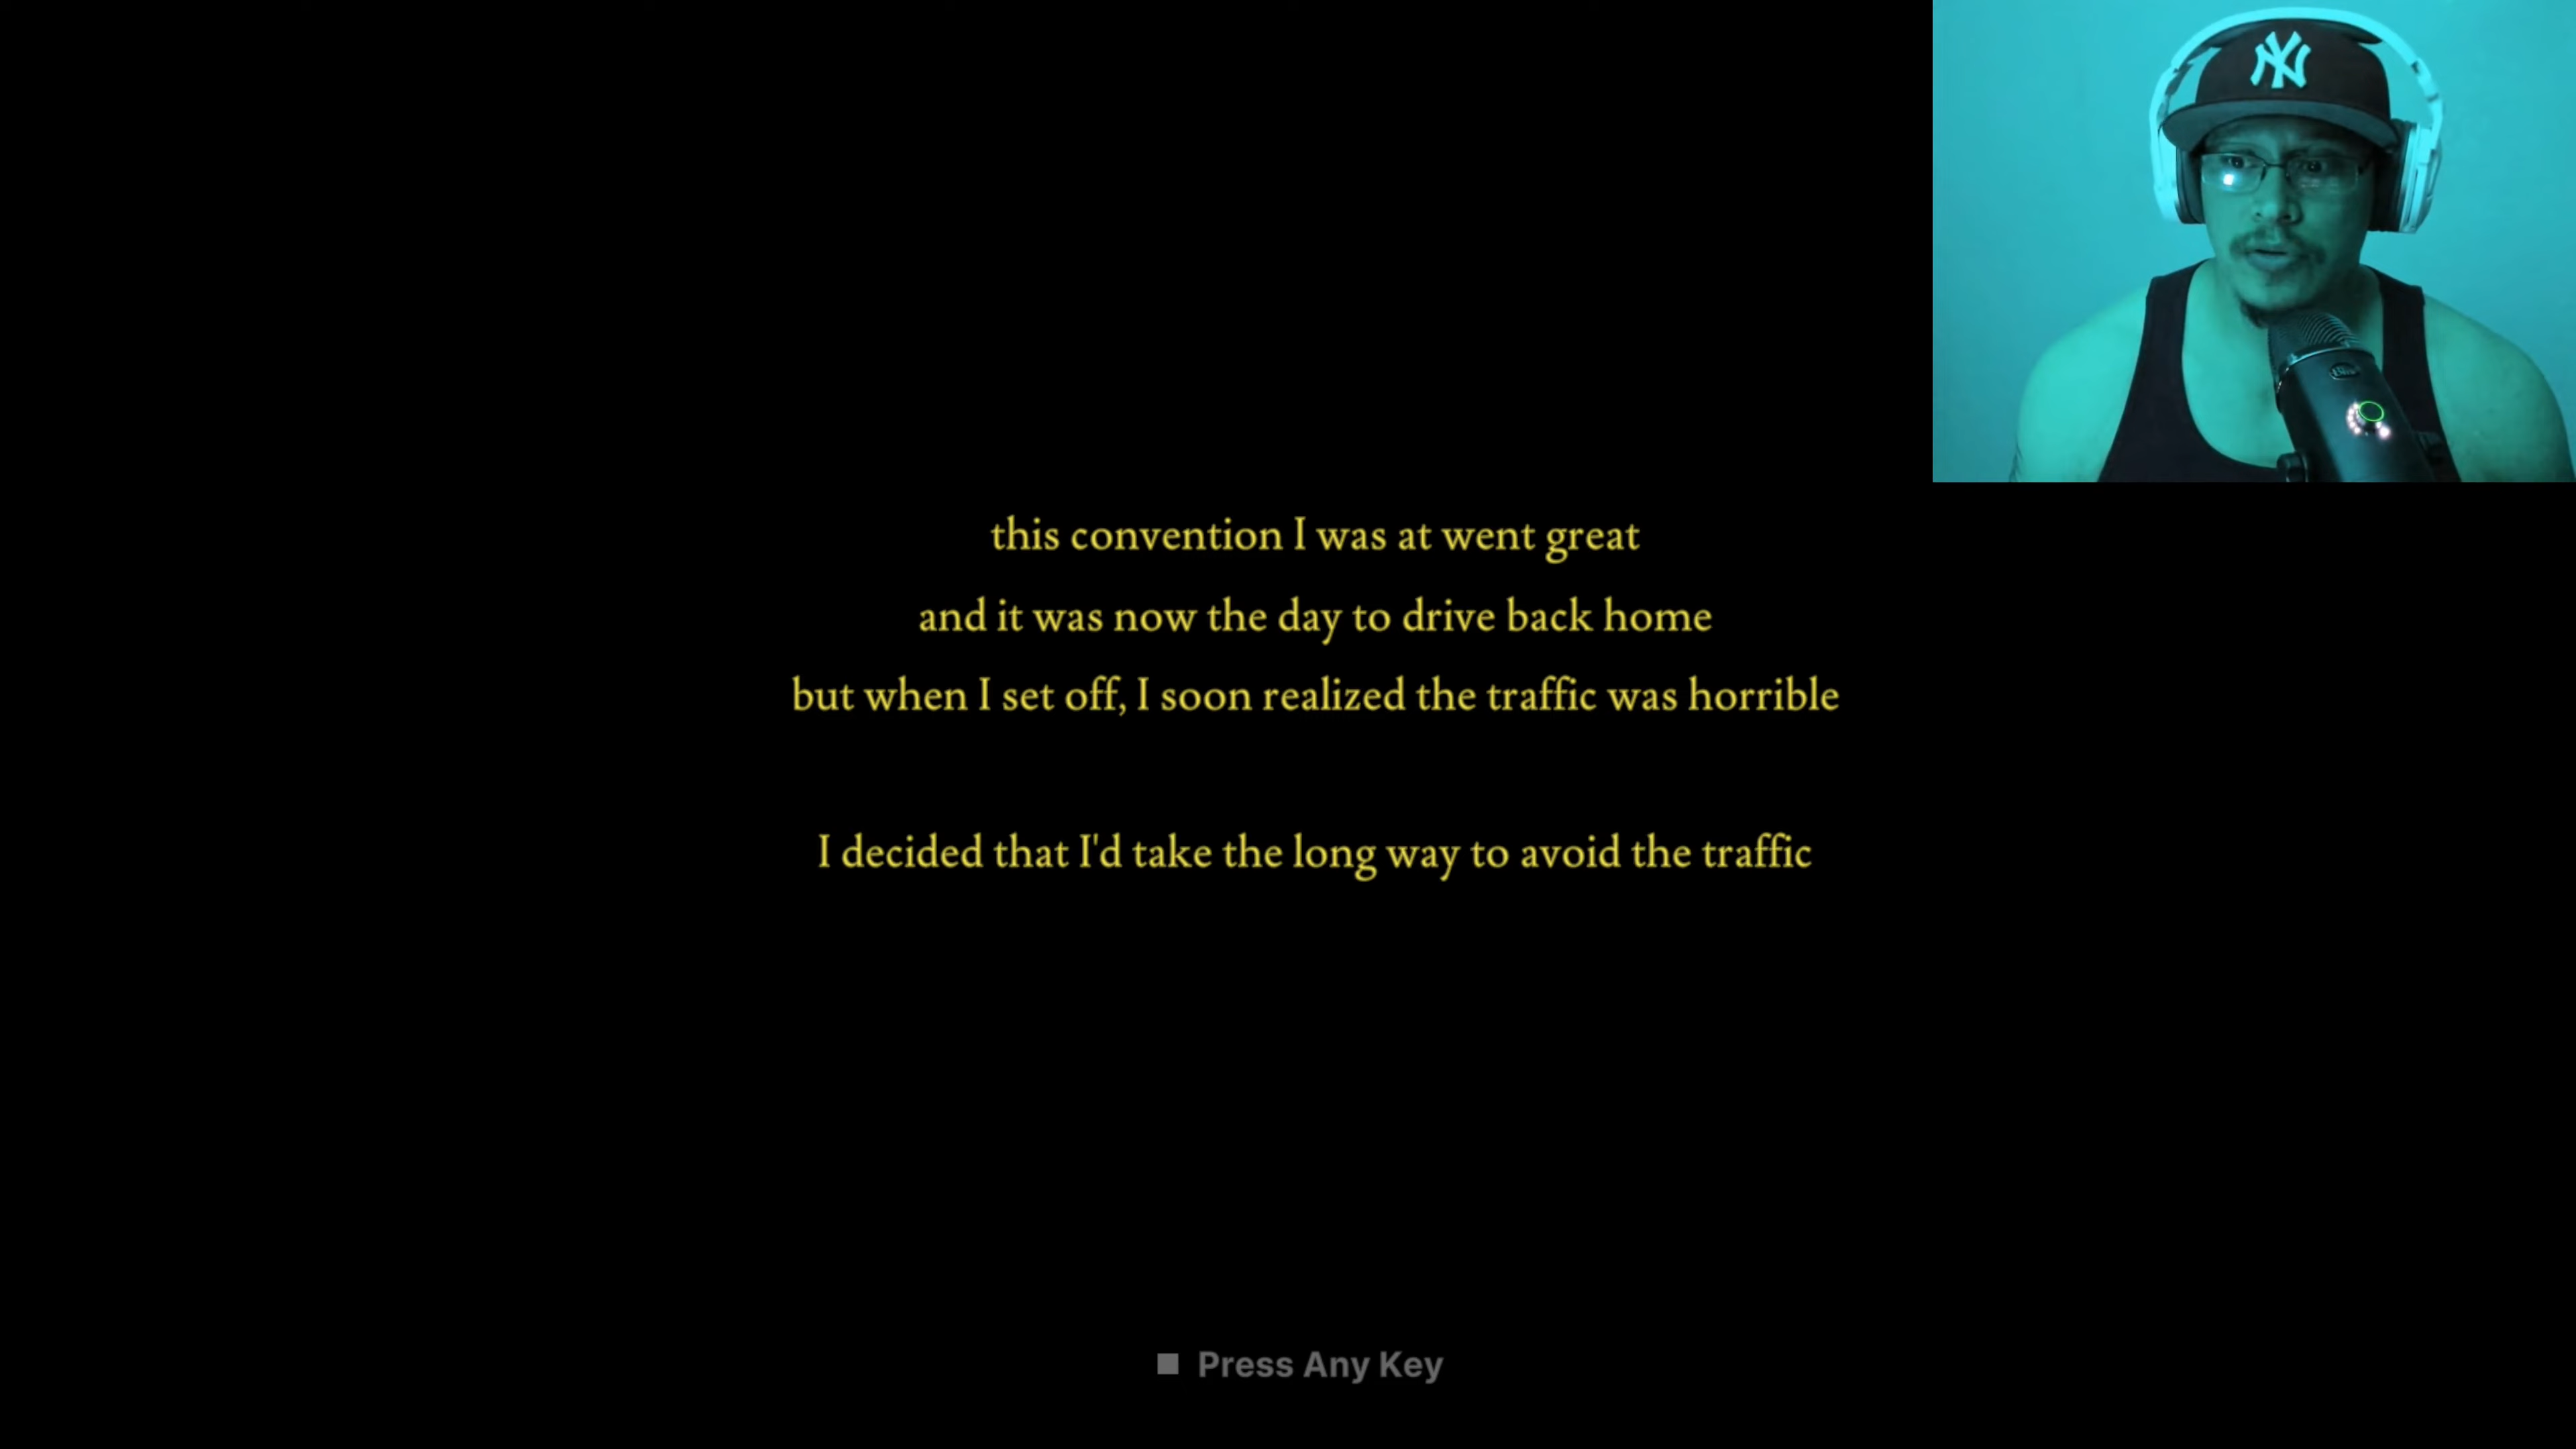 NY
this convention I was at went great
and it was now the day to drive back home
but when I set off, I soon realized the traffic was horrible
I decided that I'd take the long way to avoid the traffic
Press Any Key